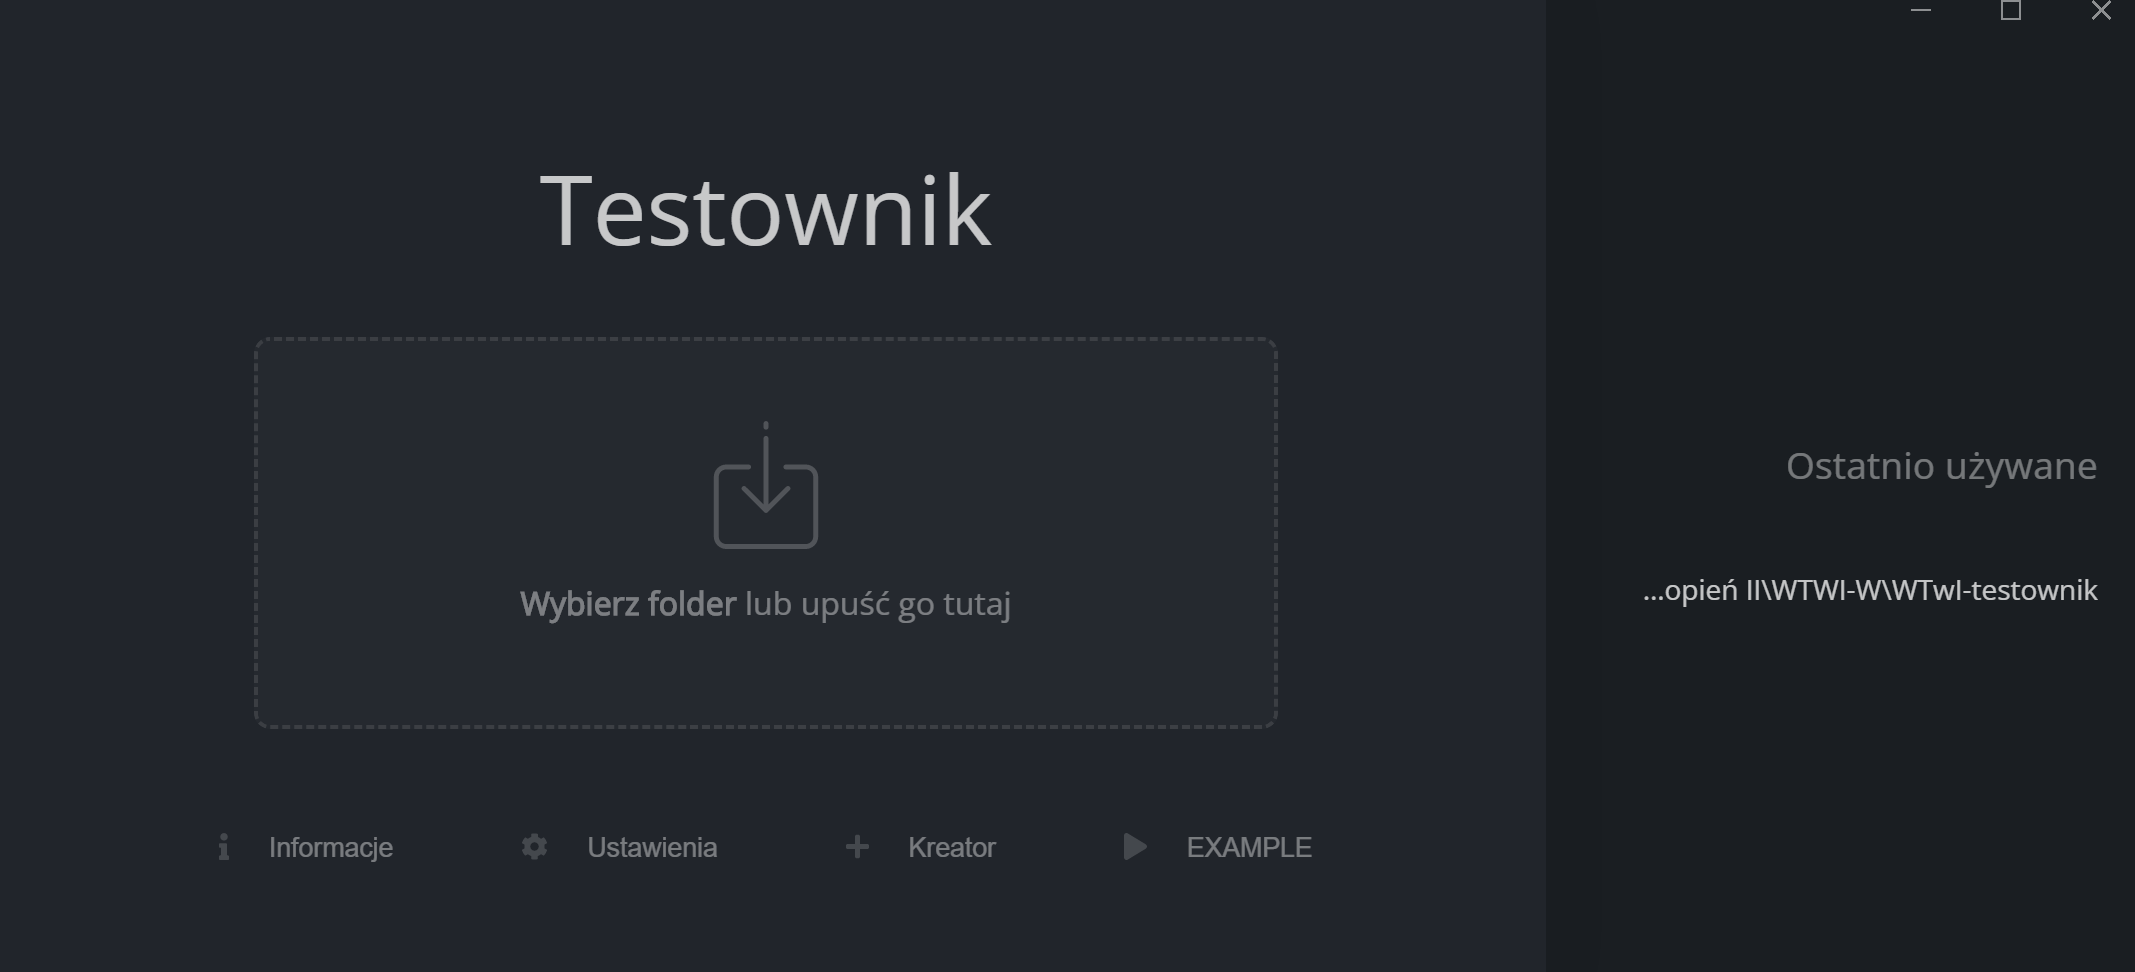 Testownik
Wybierz folder lub upuść go tutaj
Informacje
Ustawienia
Kreator
EXAMPLE
Ostatnio używane
...opień II\WTWI-W\WTwI-testownik